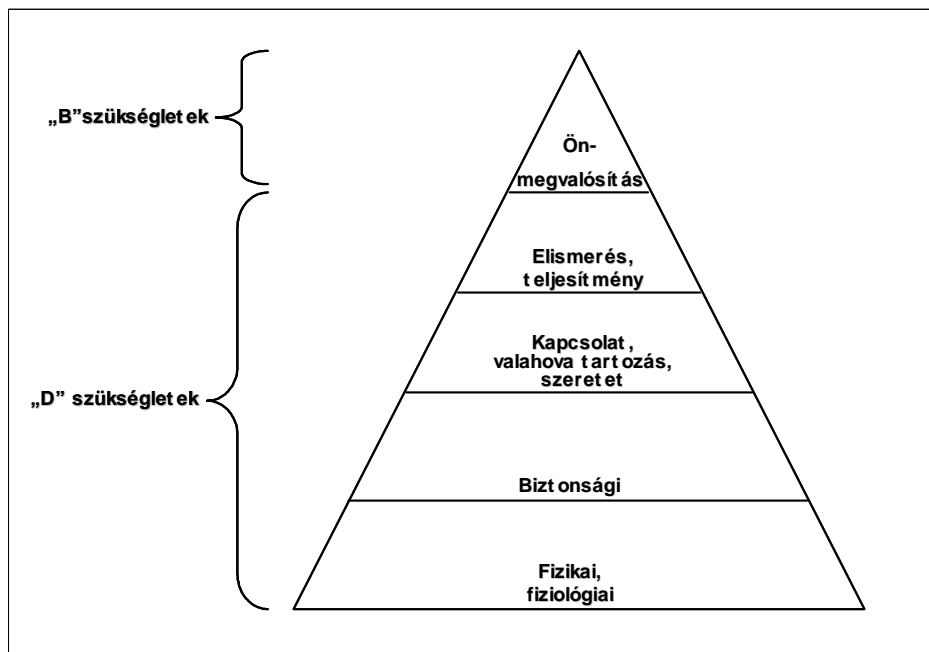 „B”szükségletek
Ön-
megvalósítás
Elismerés,
teljesítmény
Kapcsolat,
valahova tartozás,
szeretet
„D” szükségletek
Biztonsági
Fizikai,
fiziológiai